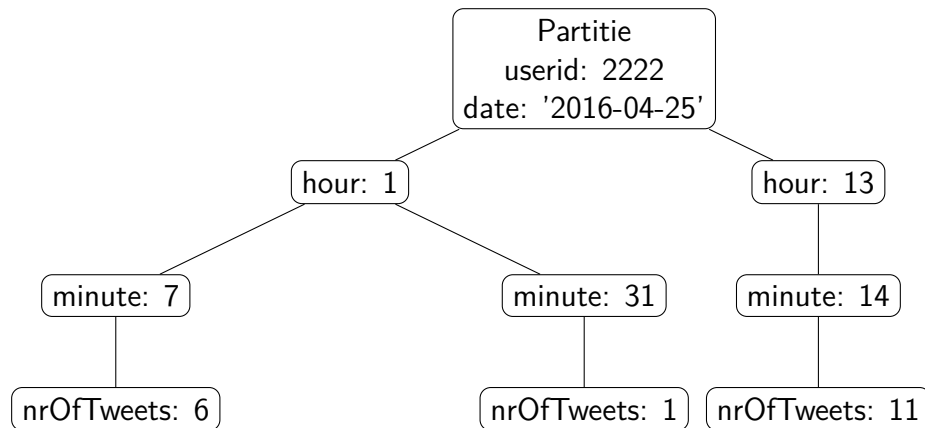 Partitie
userid: 2222
date: '2016-04-25'
hour: 1
hour: 13
minute: 7
minute: 31
minute: 14
nrOfTweets: 6
nrOfTweets: 1
nrOfTweets: 11